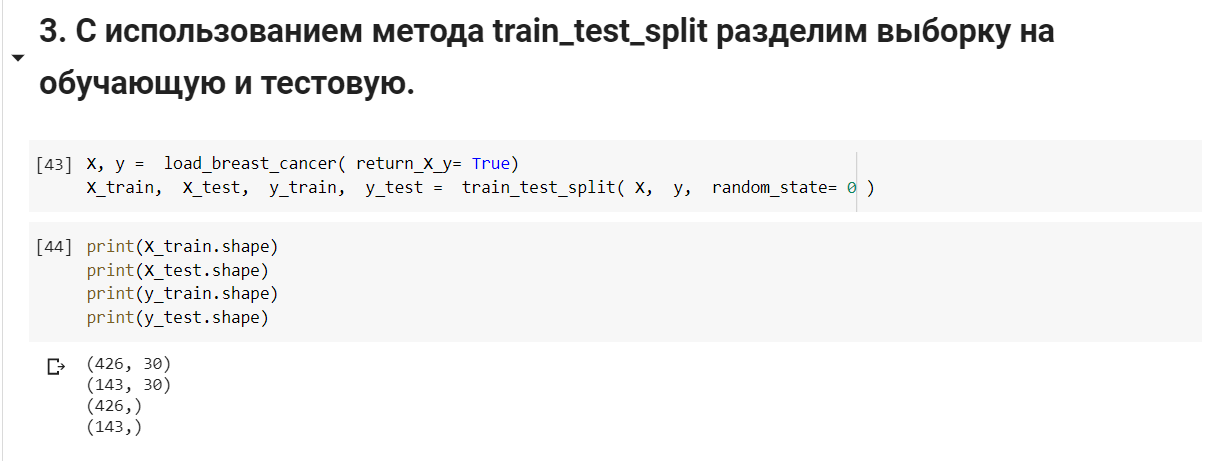 3. С использованием метода train_test_split разделим выборку на
обучающую и тестовую.
[43] X, y =  load_breast_cancer( return_X_y= True)
X_train,  X_test,  y_train,  y_test =  train_test_split( X,  y,  random_state= 0 )
[44] print(X_train.shape)
print(X_test.shape)
print(y_train.shape)
print(y_test.shape)
(426, 30)
(143, 30)
(426,)
(143,)